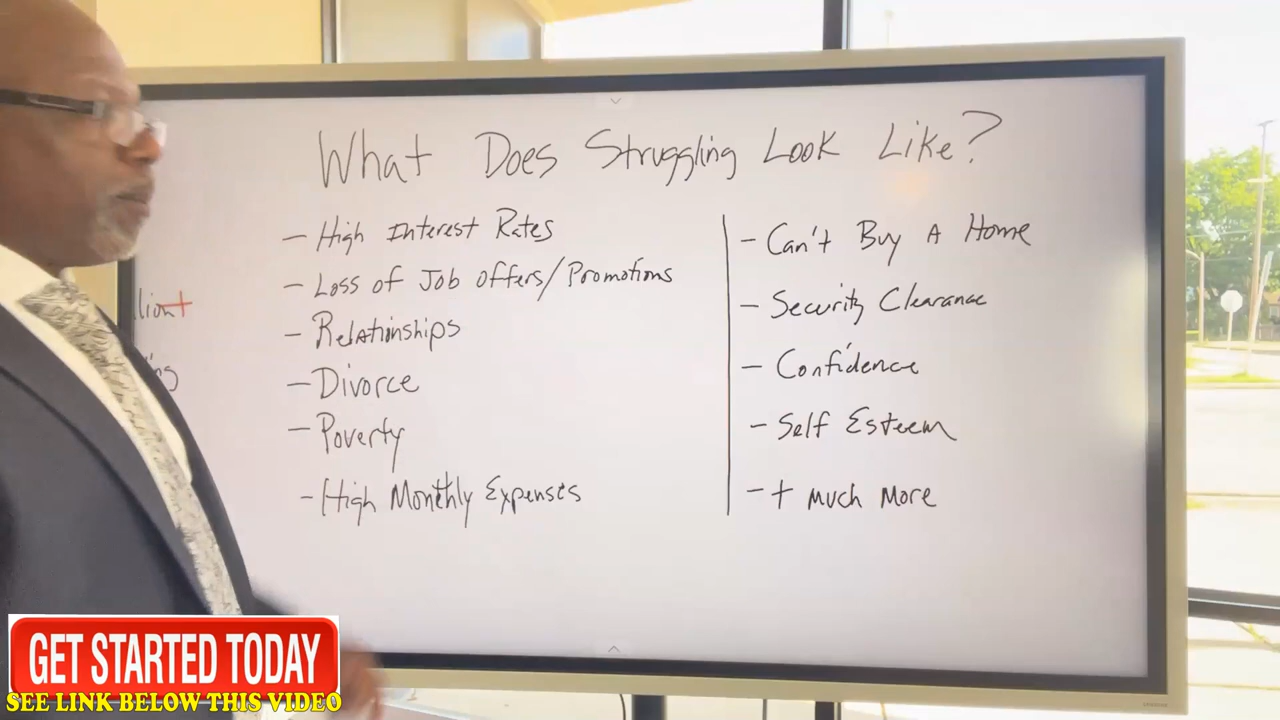 What Does Struggling Look Like?
- High Interest Rates
- Loss of Job Offers/Promotions
- Relationships
- Divorce
- Poverty
- High Monthly Expenses
- Can't Buy A Home
- Security Clearance
- Confidence
- Self Esteem
- + Much More
GET STARTED TODAY
SEE LINK BELOW THIS VIDEO